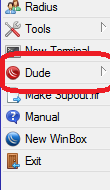 Radius
Tools
New Terminal
Dude
Make Supout.rif
Manual
New WinBox
Exit